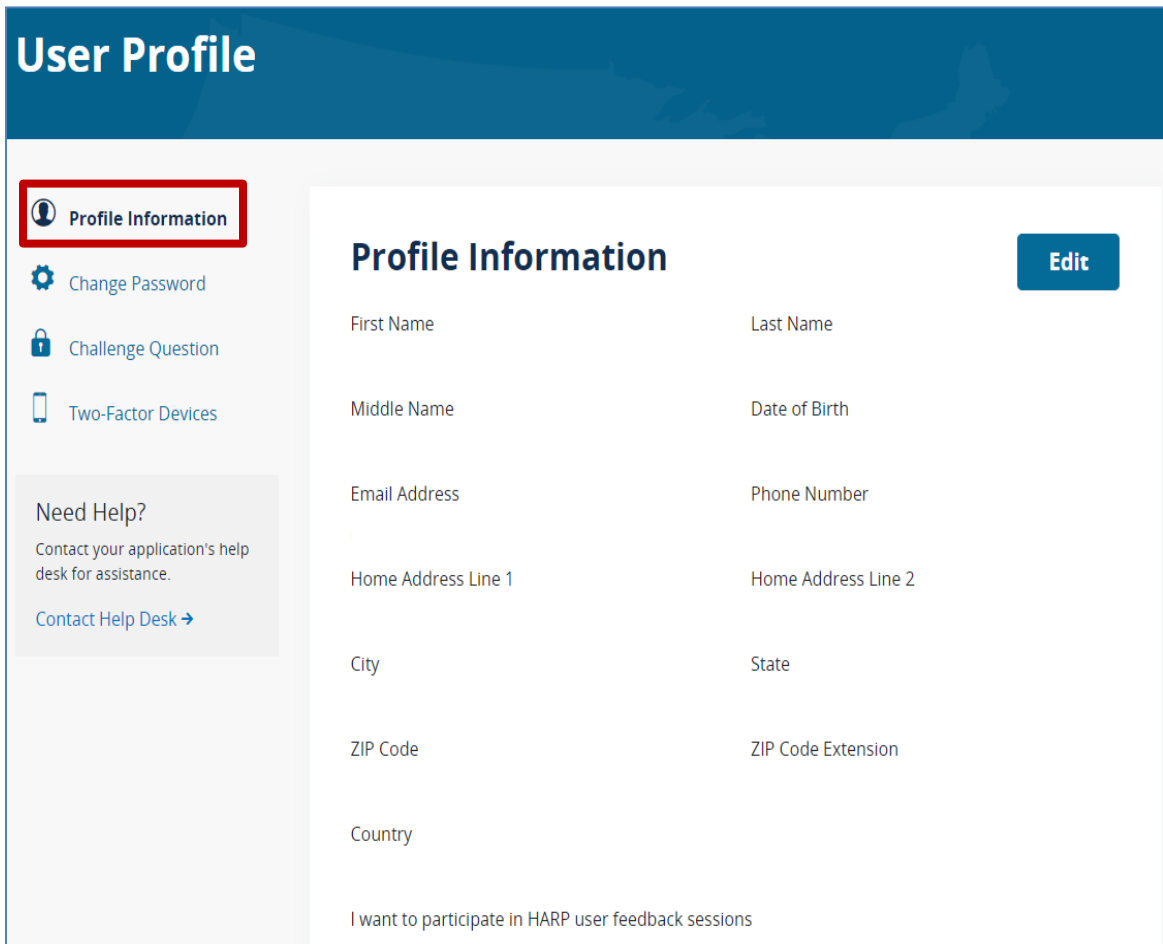 User Profile
Profile Information
Change Password
Challenge Question
Two-Factor Devices
Need Help?
Contact your application's help
desk for assistance.
Contact Help Desk →
Profile Information
Edit
First Name
Last Name
Middle Name
Date of Birth
Email Address
Phone Number
Home Address Line 1
Home Address Line 2
City
State
ZIP Code
ZIP Code Extension
Country
I want to participate in HARP user feedback sessions